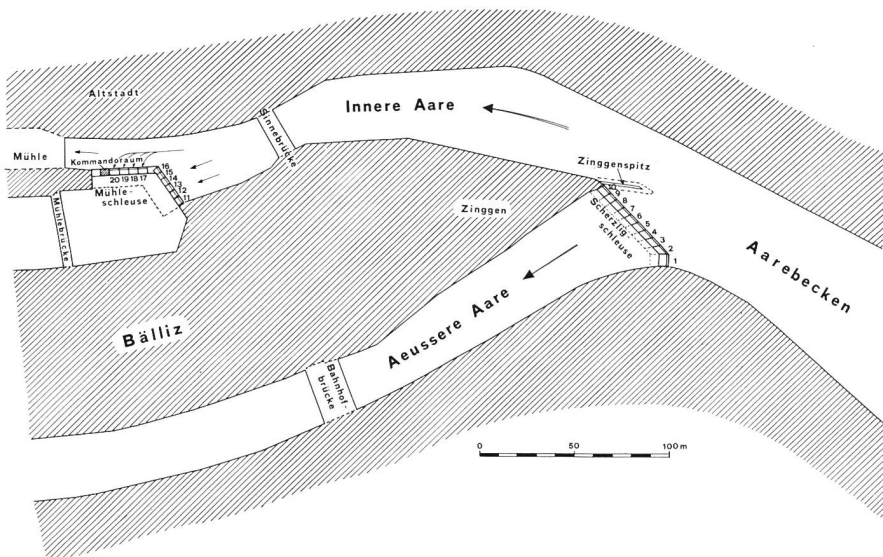 Altstadt
Innere Aare
Sinnebrücke
Mühle
Kommandoraum
16
15
14
13
12
11
20 19 18 17
Mühle-
schleuse
Mühlebrücke
Zinggenspitz
Zinggen
10
9
8
7
6
5
4
3
2
1
Scherzlig
schleuse
Aarebecken
Aeussere Aare
Bälliz
Bahnhof-
brücke
0 50 100 m